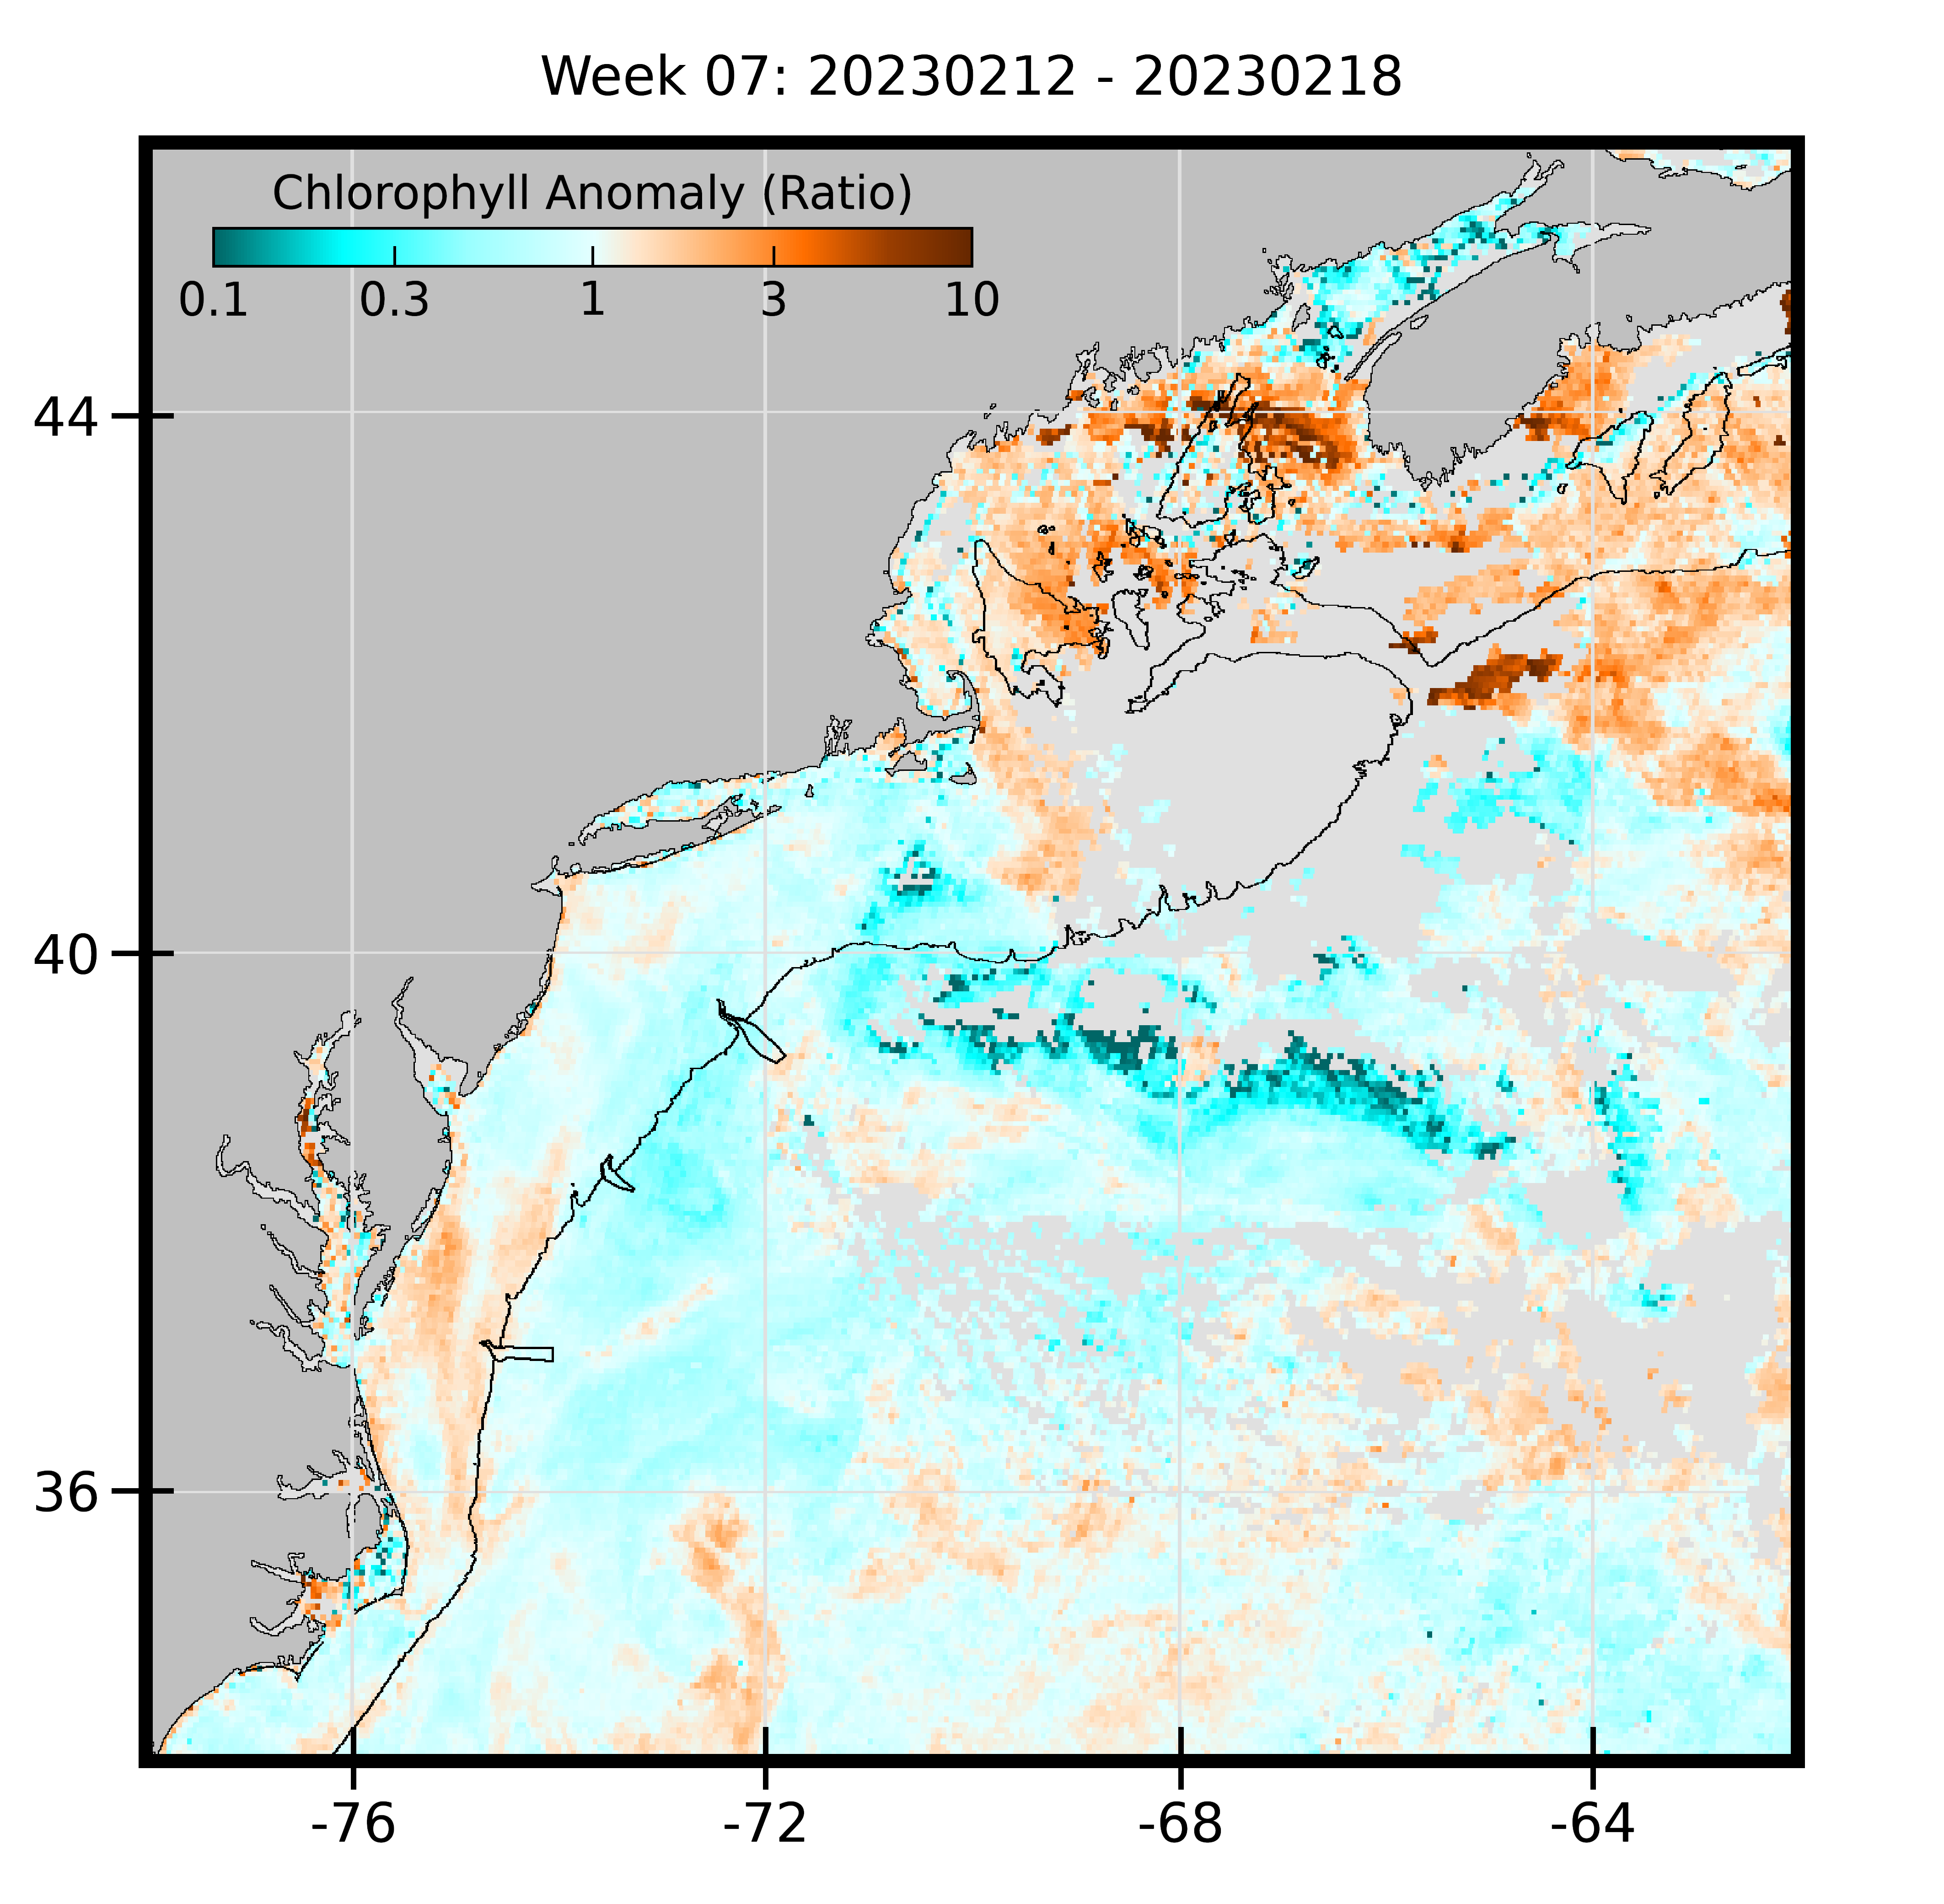 Week 07: 20230212 - 20230218
Chlorophyll Anomaly (Ratio)
0.1 0.3 1 3 10
44
40
36
-76 -72 -68 -64